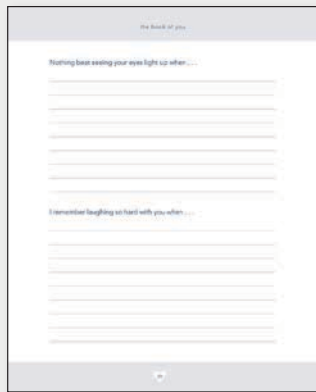 the book of you
Nothing beat seeing your eyes light up when . . .
I remember laughing so hard with you when . . .